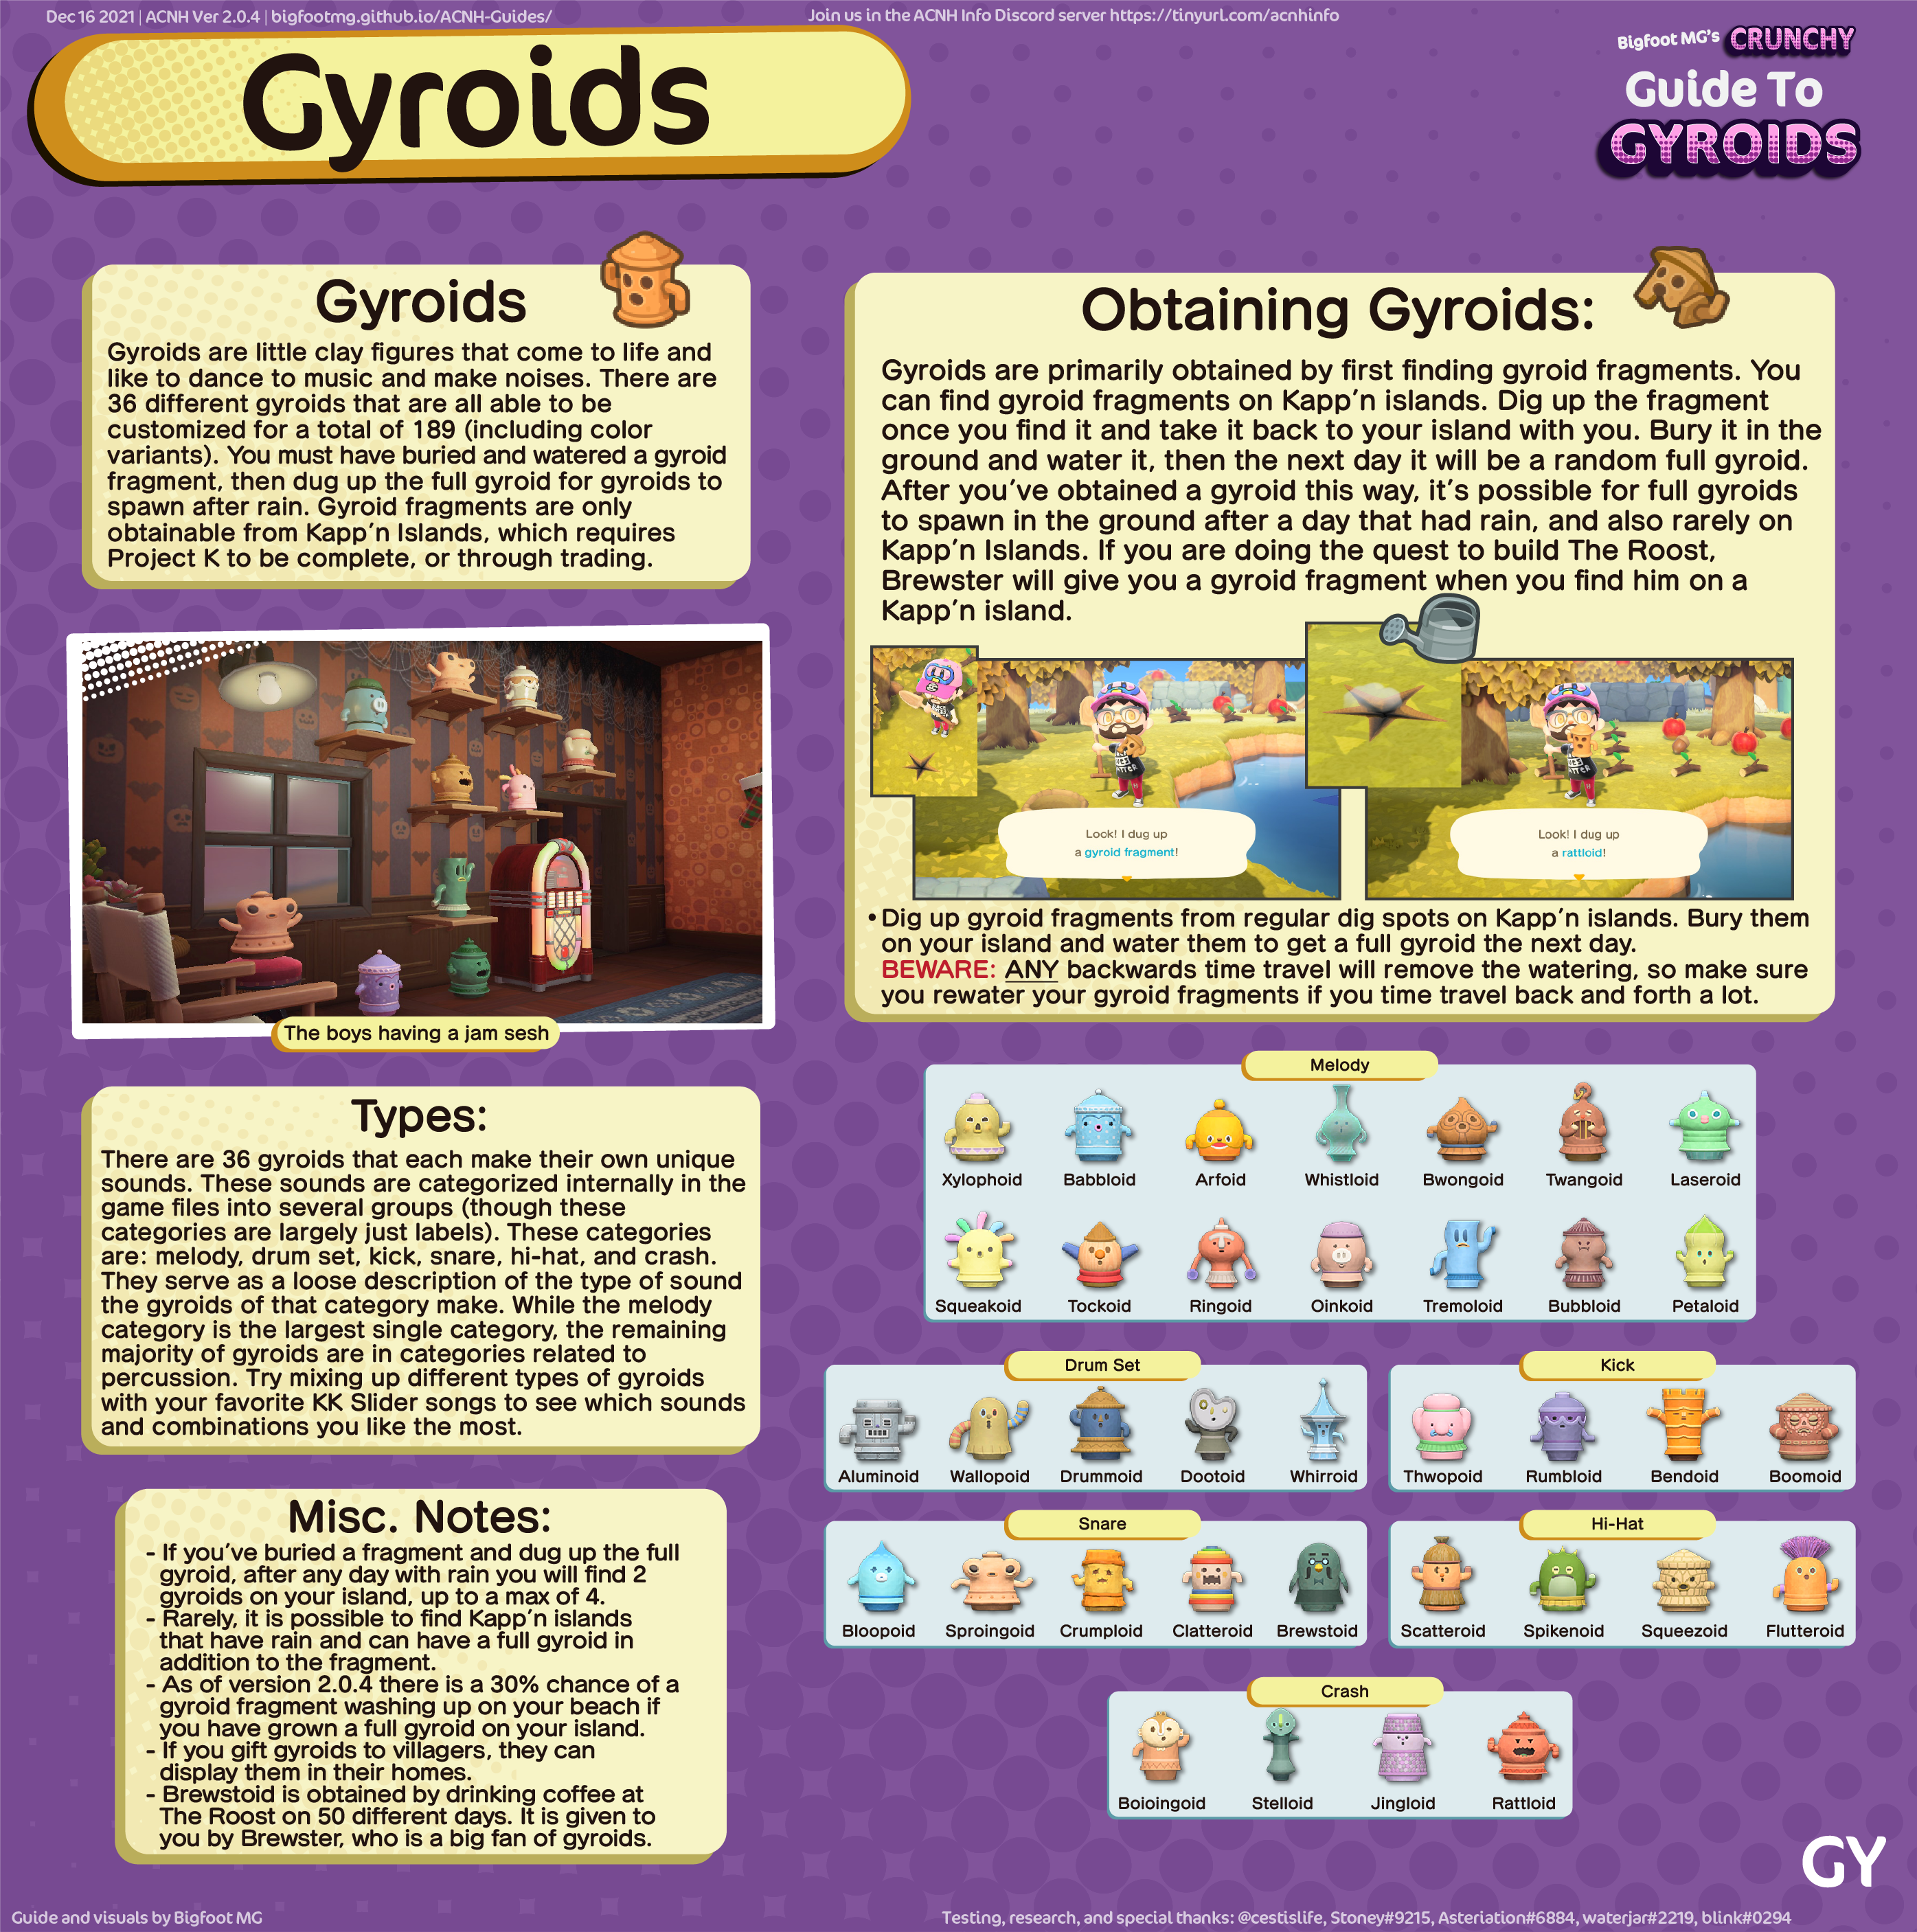 Dec 16 2021 | ACNH Ver 2.0.4 | bigfootmg.github.io/ACNH-Guides/
Join us in the ACNH Info Discord server https://tinyurl.com/acnhinfo
Bigfoot MG's CRUNCHY
Guide To
GYROIDS
Gyroids
Gyroids
Gyroids are little clay figures that come to life and
like to dance to music and make noises. There are
36 different gyroids that are all able to be
customized for a total of 189 (including color
variants). You must have buried and watered a gyroid
fragment, then dug up the full gyroid for gyroids to
spawn after rain. Gyroid fragments are only
obtainable from Kapp'n Islands, which requires
Project K to be complete, or through trading.
The boys having a jam sesh
Types:
There are 36 gyroids that each make their own unique
sounds. These sounds are categorized internally in the
game files into several groups (though these
categories are largely just labels). These categories
are: melody, drum set, kick, snare, hi-hat, and crash.
They serve as a loose description of the type of sound
the gyroids of that category make. While the melody
category is the largest single category, the remaining
majority of gyroids are in categories related to
percussion. Try mixing up different types of gyroids
with your favorite KK Slider songs to see which sounds
and combinations you like the most.
Misc. Notes:
- If you've buried a fragment and dug up the full
gyroid, after any day with rain you will find 2
gyroids on your island, up to a max of 4.
- Rarely, it is possible to find Kapp'n islands
that have rain and can have a full gyroid in
addition to the fragment.
- As of version 2.0.4 there is a 30% chance of a
gyroid fragment washing up on your beach if
you have grown a full gyroid on your island.
- If you gift gyroids to villagers, they can
display them in their homes.
- Brewstoid is obtained by drinking coffee at
The Roost on 50 different days. It is given to
you by Brewster, who is a big fan of gyroids.
Obtaining Gyroids:
Gyroids are primarily obtained by first finding gyroid fragments. You
can find gyroid fragments on Kapp'n islands. Dig up the fragment
once you find it and take it back to your island with you. Bury it in the
ground and water it, then the next day it will be a random full gyroid.
After you've obtained a gyroid this way, it's possible for full gyroids
to spawn in the ground after a day that had rain, and also rarely on
Kapp'n Islands. If you are doing the quest to build The Roost,
Brewster will give you a gyroid fragment when you find him on a
Kapp'n island.
Look! I dug up
a gyroid fragment!
Look! I dug up
a rattloid!
• Dig up gyroid fragments from regular dig spots on Kapp'n islands. Bury them
on your island and water them to get a full gyroid the next day.
BEWARE: ANY backwards time travel will remove the watering, so make sure
you rewater your gyroid fragments if you time travel back and forth a lot.
Melody
Xylophoid Babbloid Arfoid Whistloid Bwongoid Twangoid Laseroid
Squeakoid Tockoid Ringoid Oinkoid Tremoloid Bubbloid Petaloid
Drum Set
Aluminoid Wallopoid Drummoid Dootoid Whirroid
Kick
Thwopoid Rumbloid Bendoid Boomoid
Snare
Bloopoid Sproingoid Crumploid Clatteroid Brewstoid
Hi-Hat
Scatteroid Spikenoid Squeezoid Flutteroid
Crash
Boioingoid Stelloid Jingloid Rattloid
GY
Guide and visuals by Bigfoot MG
Testing, research, and special thanks: @cestislife, Stoney#9215, Asteriation#6884, waterjar#2219, blink#0294